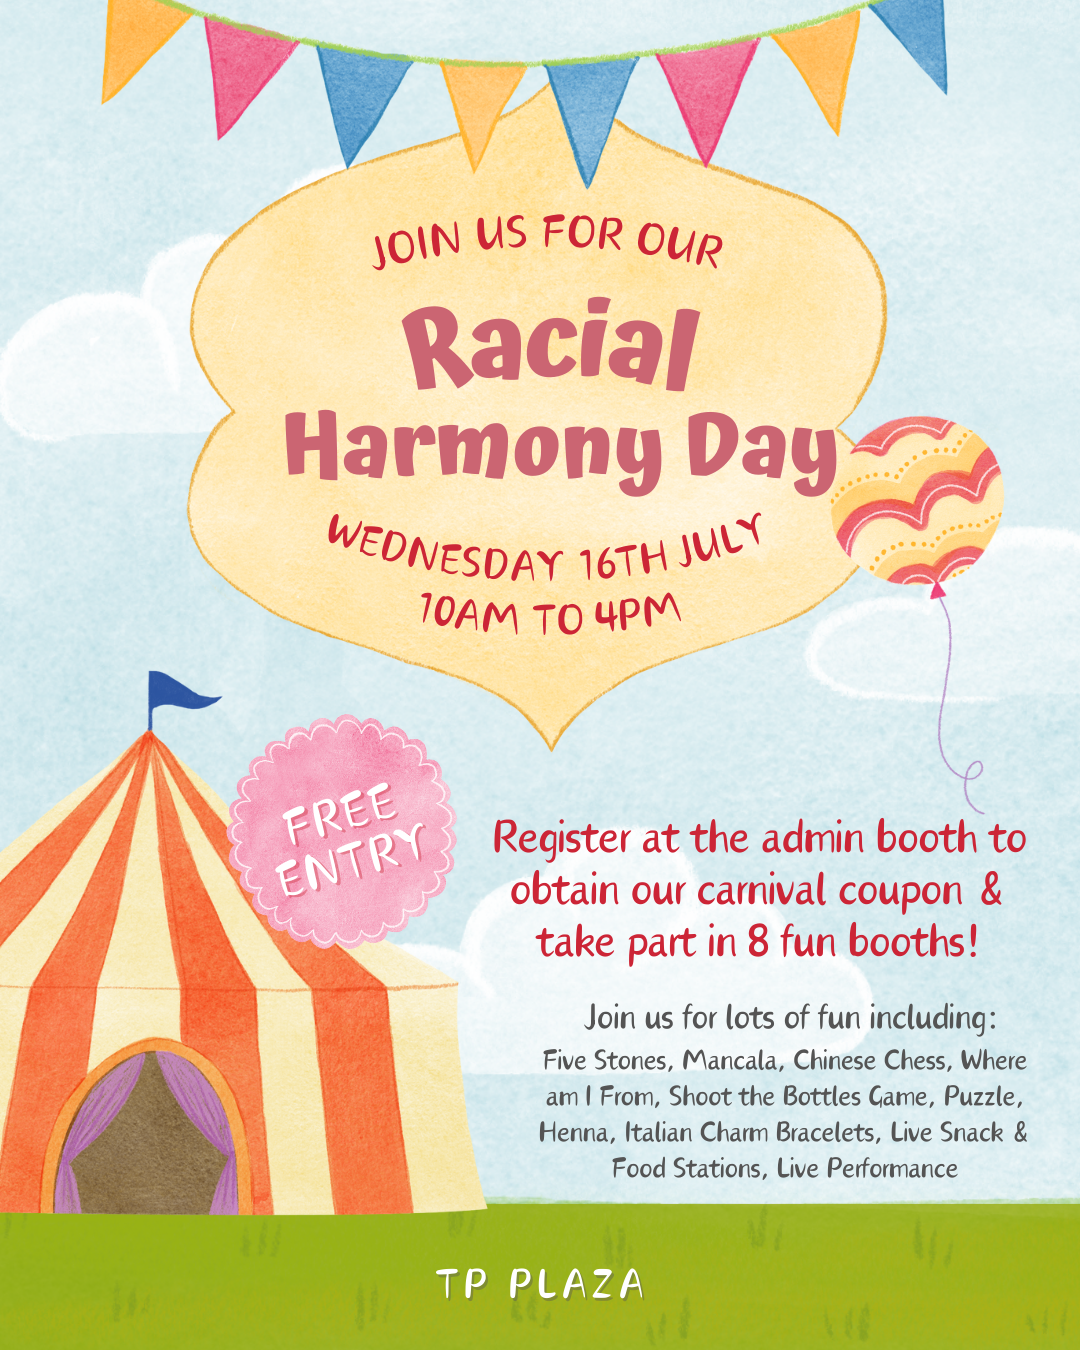 JOIN US FOR OUR
Racial
Harmony Day
WEDNESDAY 16TH JULY
10AM TO 4PM
FREE
ENTRY
Register at the admin booth to
obtain our carnival coupon &
take part in 8 fun booths!
Join us for lots of fun including:
Five Stones, Mancala, Chinese Chess, Where
am I From, Shoot the Bottles Game, Puzzle,
Henna, Italian Charm Bracelets, Live Snack &
Food Stations, Live Performance
TP PLAZA